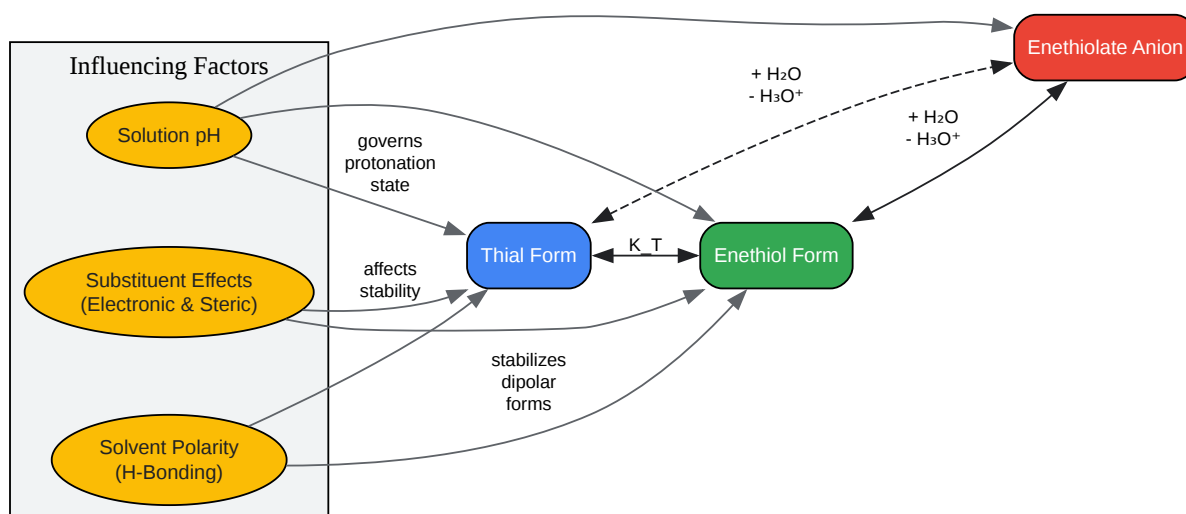 Influencing Factors
Solution pH
Substituent Effects
(Electronic & Steric)
Solvent Polarity
(H-Bonding)
governs
protonation
state
affects
stability
stabilizes
dipolar
forms
Thial Form
K_T
Enethiol Form
+ H₂O
- H₃O⁺
+ H₂O
- H₃O⁺
Enethiolate Anion